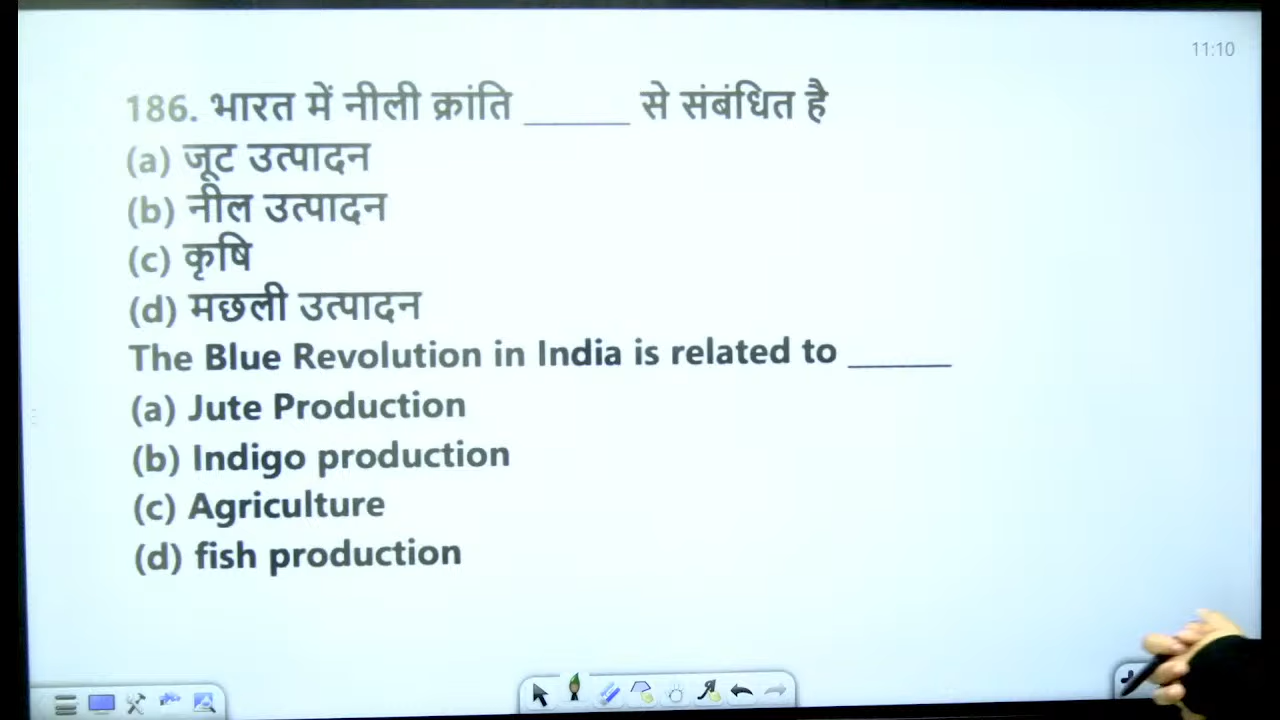 11:10
186. भारत में नीली क्रांति ______ से संबंधित है
(a) जूट उत्पादन
(b) नील उत्पादन
(c) कृषि
(d) मछली उत्पादन
The Blue Revolution in India is related to ______
(a) Jute Production
(b) Indigo production
(c) Agriculture
(d) fish production